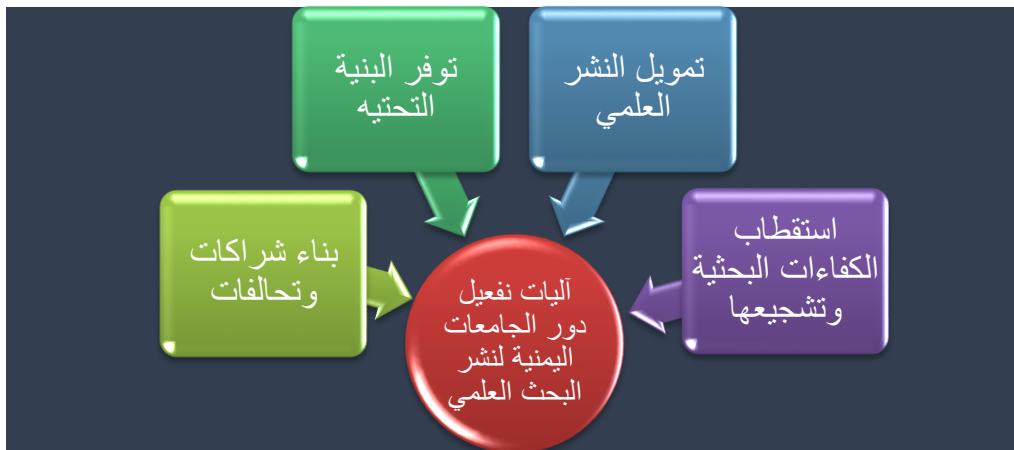 تمويل النشر
العلمي
توفر البنية
التحتيه
استقطاب
الكفاءات البحثية
وتشجيعها
بناء شراكات
وتحالفات
آليات نفعيل
دور الجامعات
اليمنية لنشر
البحث العلمي